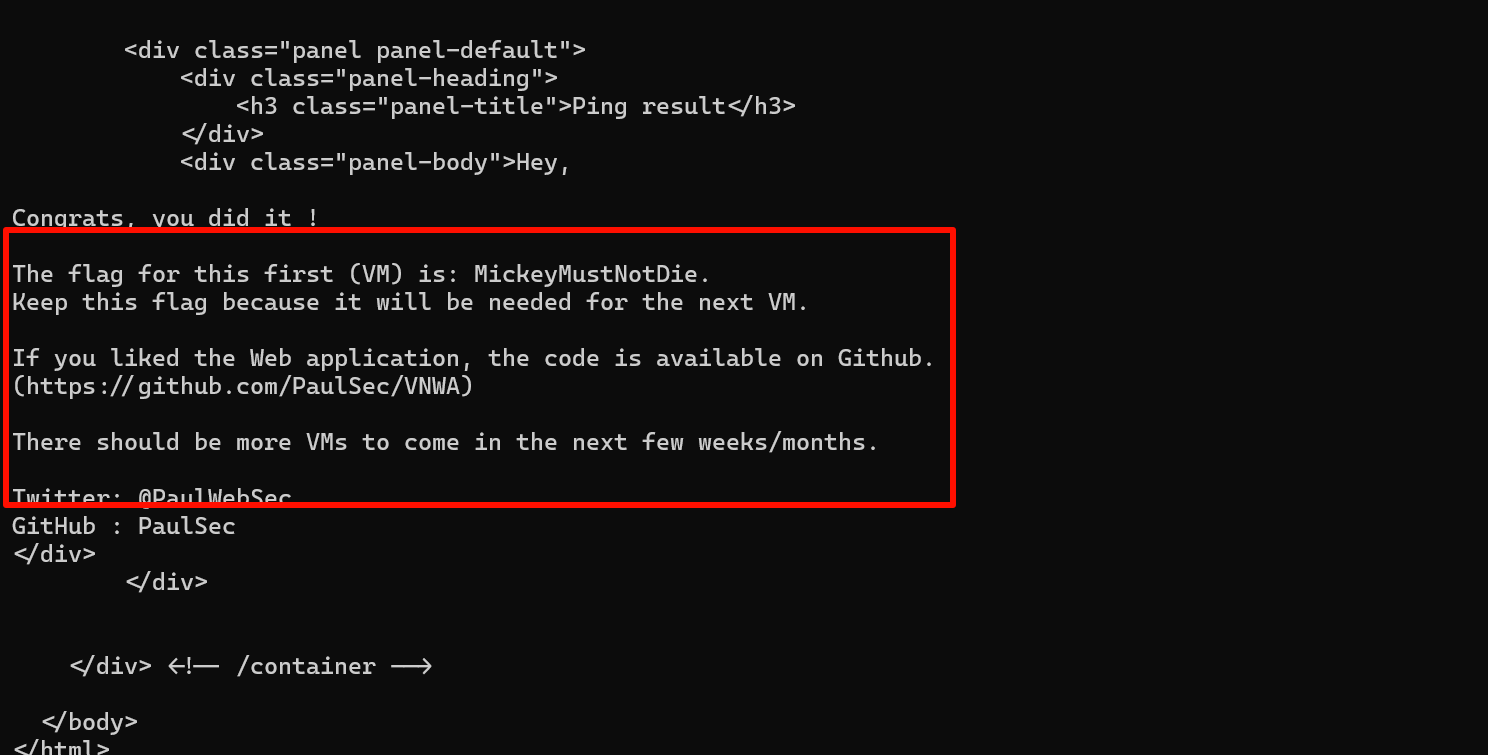 <div class="panel panel-default">
<div class="panel-heading">
<h3 class="panel-title">Ping result</h3>
</div>
<div class="panel-body">Hey,
Congrats, you did it !
The flag for this first (VM) is: MickeyMustNotDie.
Keep this flag because it will be needed for the next VM.
If you liked the Web application, the code is available on Github.
(https://github.com/PaulSec/VNWA)
There should be more VMs to come in the next few weeks/months.
Twitter: @PaulWebSec
GitHub : PaulSec
</div>
</div>
</div> <!-- /container -->
</body>
</html>